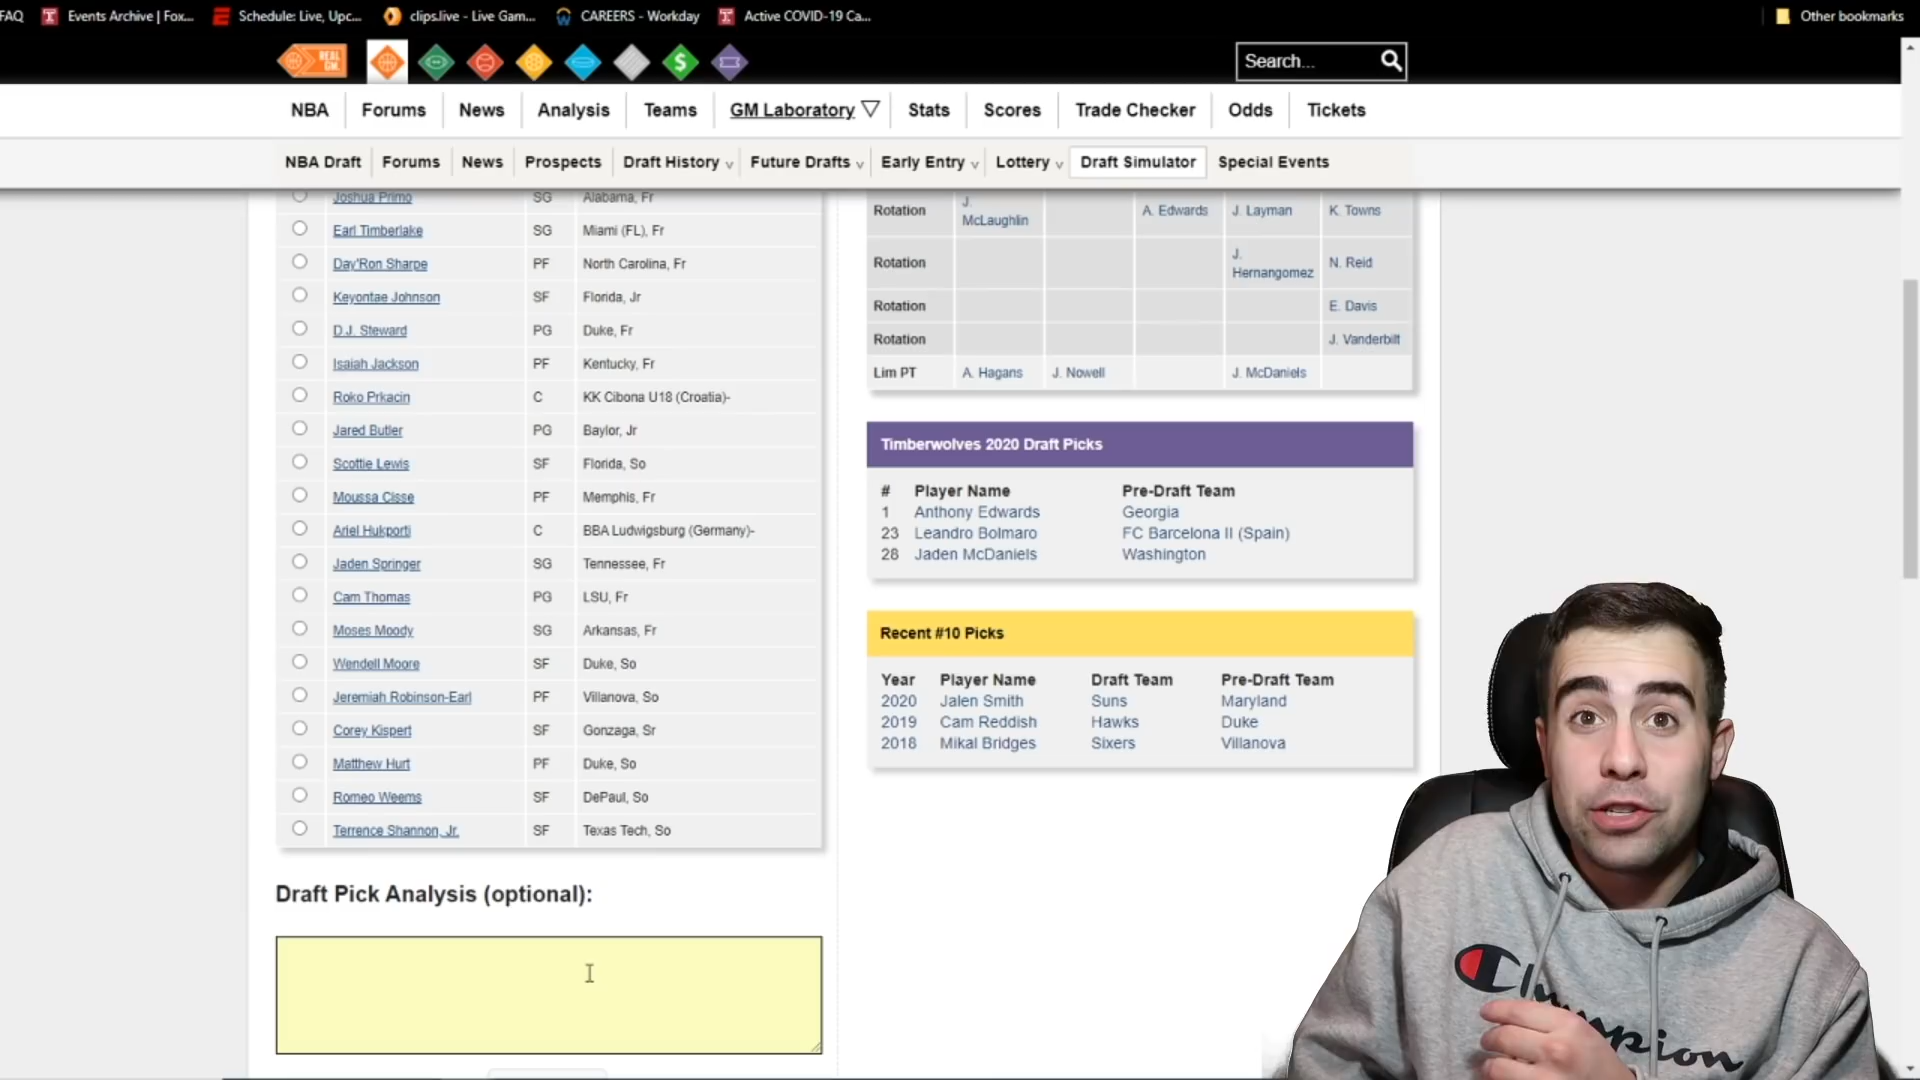 FAQ Events Archive | Fox... Schedule: Live, Upc... clips.live - Live Gam... CAREERS - Workday Active COVID-19 Ca... Other bookmarks
REAL GM. Search...
NBA Forums News Analysis Teams GM Laboratory Stats Scores Trade Checker Odds Tickets
NBA Draft Forums News Prospects Draft History Future Drafts Early Entry Lottery Draft Simulator Special Events
Joshua Primo SG Alabama, Fr
Earl Timberlake SG Miami (FL), Fr
Day'Ron Sharpe PF North Carolina, Fr
Keyontae Johnson SF Florida, Jr
D.J. Steward PG Duke, Fr
Isaiah Jackson PF Kentucky, Fr
Roko Prkacin C KK Cibona U18 (Croatia)-
Jared Butler PG Baylor, Jr
Scottie Lewis SF Florida, So
Moussa Cisse PF Memphis, Fr
Ariel Hukporti C BBA Ludwigsburg (Germany)-
Jaden Springer SG Tennessee, Fr
Cam Thomas PG LSU, Fr
Moses Moody SG Arkansas, Fr
Wendell Moore SF Duke, So
Jeremiah Robinson-Earl PF Villanova, So
Corey Kispert SF Gonzaga, Sr
Matthew Hurt PF Duke, So
Romeo Weems SF DePaul, So
Terrence Shannon, Jr. SF Texas Tech, So
Draft Pick Analysis (optional):
Rotation J. McLaughlin A. Edwards J. Layman K. Towns
Rotation J. Hernangomez N. Reid
Rotation E. Davis
Rotation J. Vanderbilt
Lim PT A. Hagans J. Nowell J. McDaniels
Timberwolves 2020 Draft Picks
# Player Name Pre-Draft Team
1 Anthony Edwards Georgia
23 Leandro Bolmaro FC Barcelona II (Spain)
28 Jaden McDaniels Washington
Recent #10 Picks
Year Player Name Draft Team Pre-Draft Team
2020 Jalen Smith Suns Maryland
2019 Cam Reddish Hawks Duke
2018 Mikal Bridges Sixers Villanova
Champion